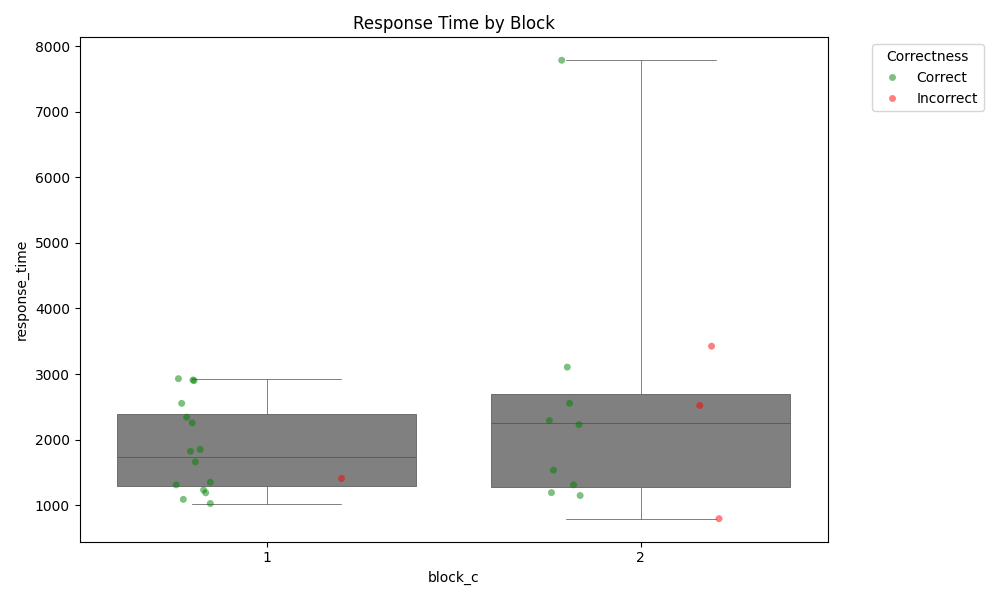 Response Time by Block
Correctness
Correct
Incorrect
response_time
8000
7000
6000
5000
4000
3000
2000
1000
1
2
block_c